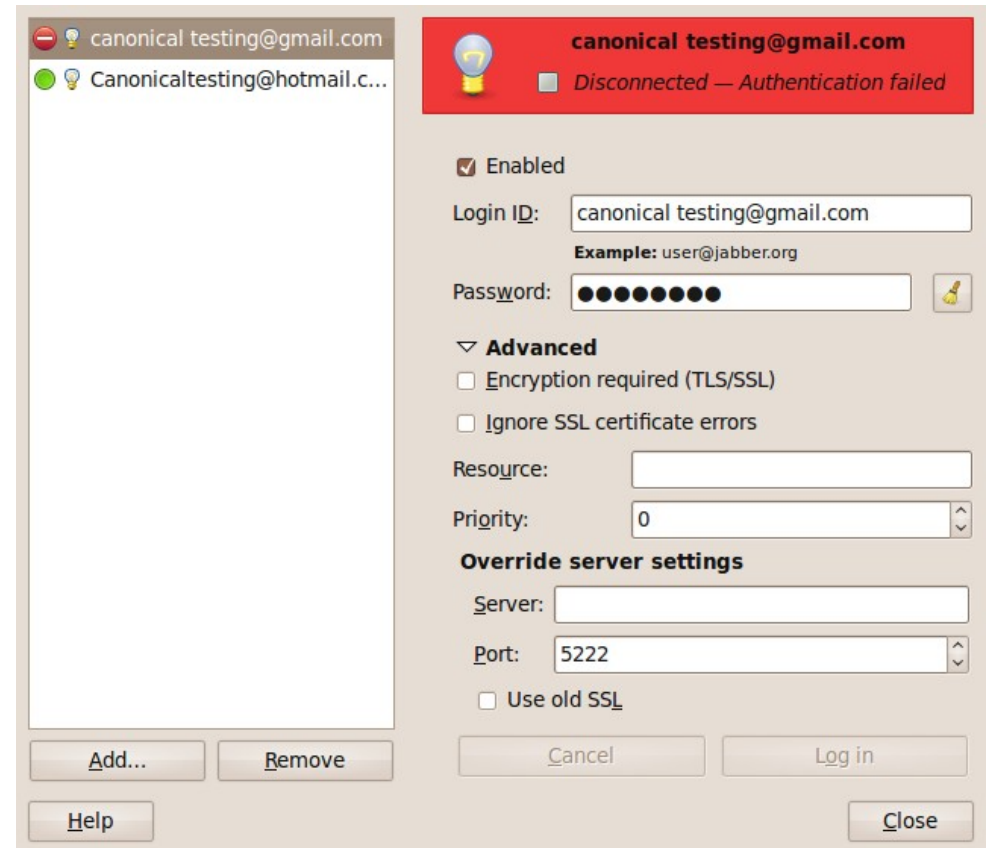 canonical testing@gmail.com
Canonicaltesting@hotmail.c...
Add...
Remove
Help
canonical testing@gmail.com
Disconnected — Authentication failed
Enabled
Login ID: canonical testing@gmail.com
Example: user@jabber.org
Password: ●●●●●●●●
Advanced
Encryption required (TLS/SSL)
Ignore SSL certificate errors
Resource:
Priority: 0
Override server settings
Server:
Port: 5222
Use old SSL
Cancel
Log in
Close